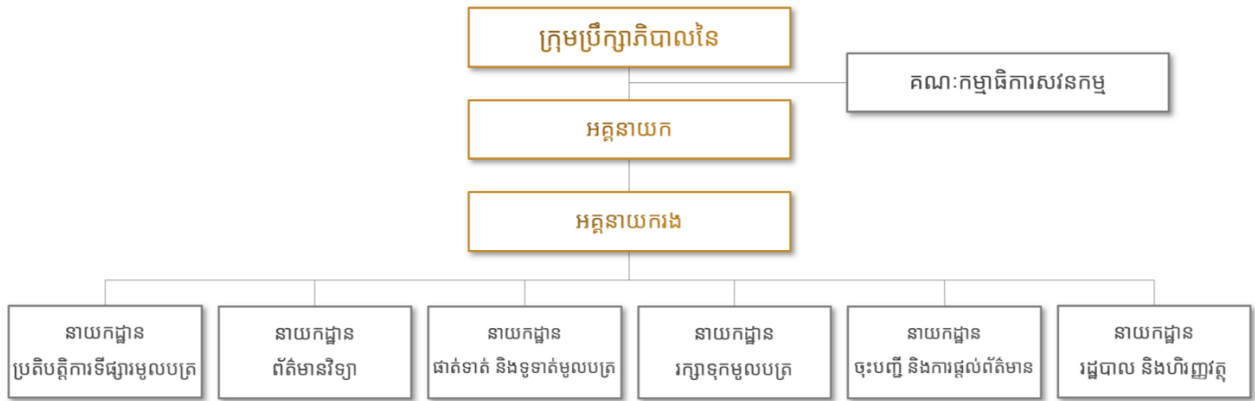 ក្រុមប្រឹក្សាភិបាលនៃ
គណៈកម្មាធិការសវនកម្ម
អគ្គនាយក
អគ្គនាយករង
នាយកដ្ឋាន
ប្រតិបត្តិការទីផ្សារមូលបត្រ
នាយកដ្ឋាន
ព័ត៌មានវិទ្យា
នាយកដ្ឋាន
ផាត់ទាត់ និងទូទាត់មូលបត្រ
នាយកដ្ឋាន
រក្សាទុកមូលបត្រ
នាយកដ្ឋាន
ចុះបញ្ជី និងការផ្តល់ព័ត៌មាន
នាយកដ្ឋាន
រដ្ឋបាល និងហិរញ្ញវត្ថុ